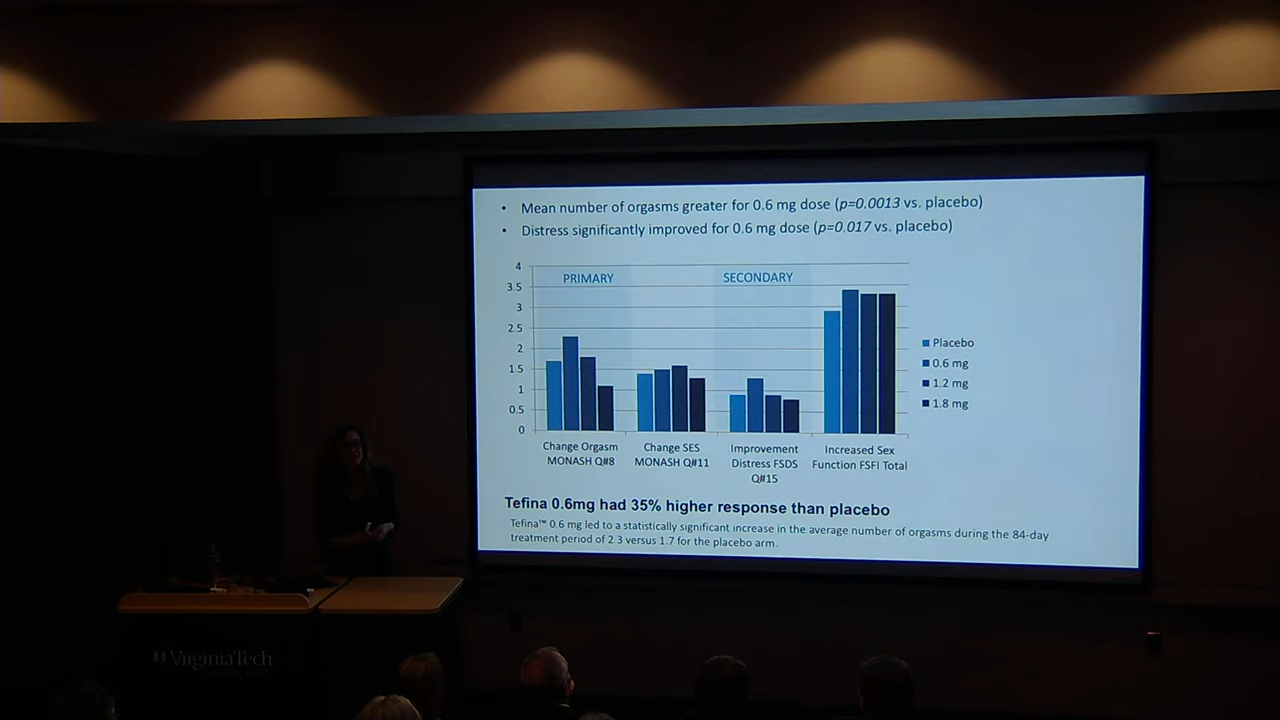 • Mean number of orgasms greater for 0.6 mg dose (p=0.0013 vs. placebo)
• Distress significantly improved for 0.6 mg dose (p=0.017 vs. placebo)
PRIMARY
SECONDARY
4
3.5
3
2.5
2
1.5
1
0.5
0
Change Orgasm
MONASH Q#8
Change SES
MONASH Q#11
Improvement
Distress FSDS
Q#15
Increased Sex
Function FSFI Total
Placebo
0.6 mg
1.2 mg
1.8 mg
Tefina 0.6mg had 35% higher response than placebo
Tefina™ 0.6 mg led to a statistically significant increase in the average number of orgasms during the 84-day
treatment period of 2 3 versus 1.7 for the placebo arm.
VirginiaTech